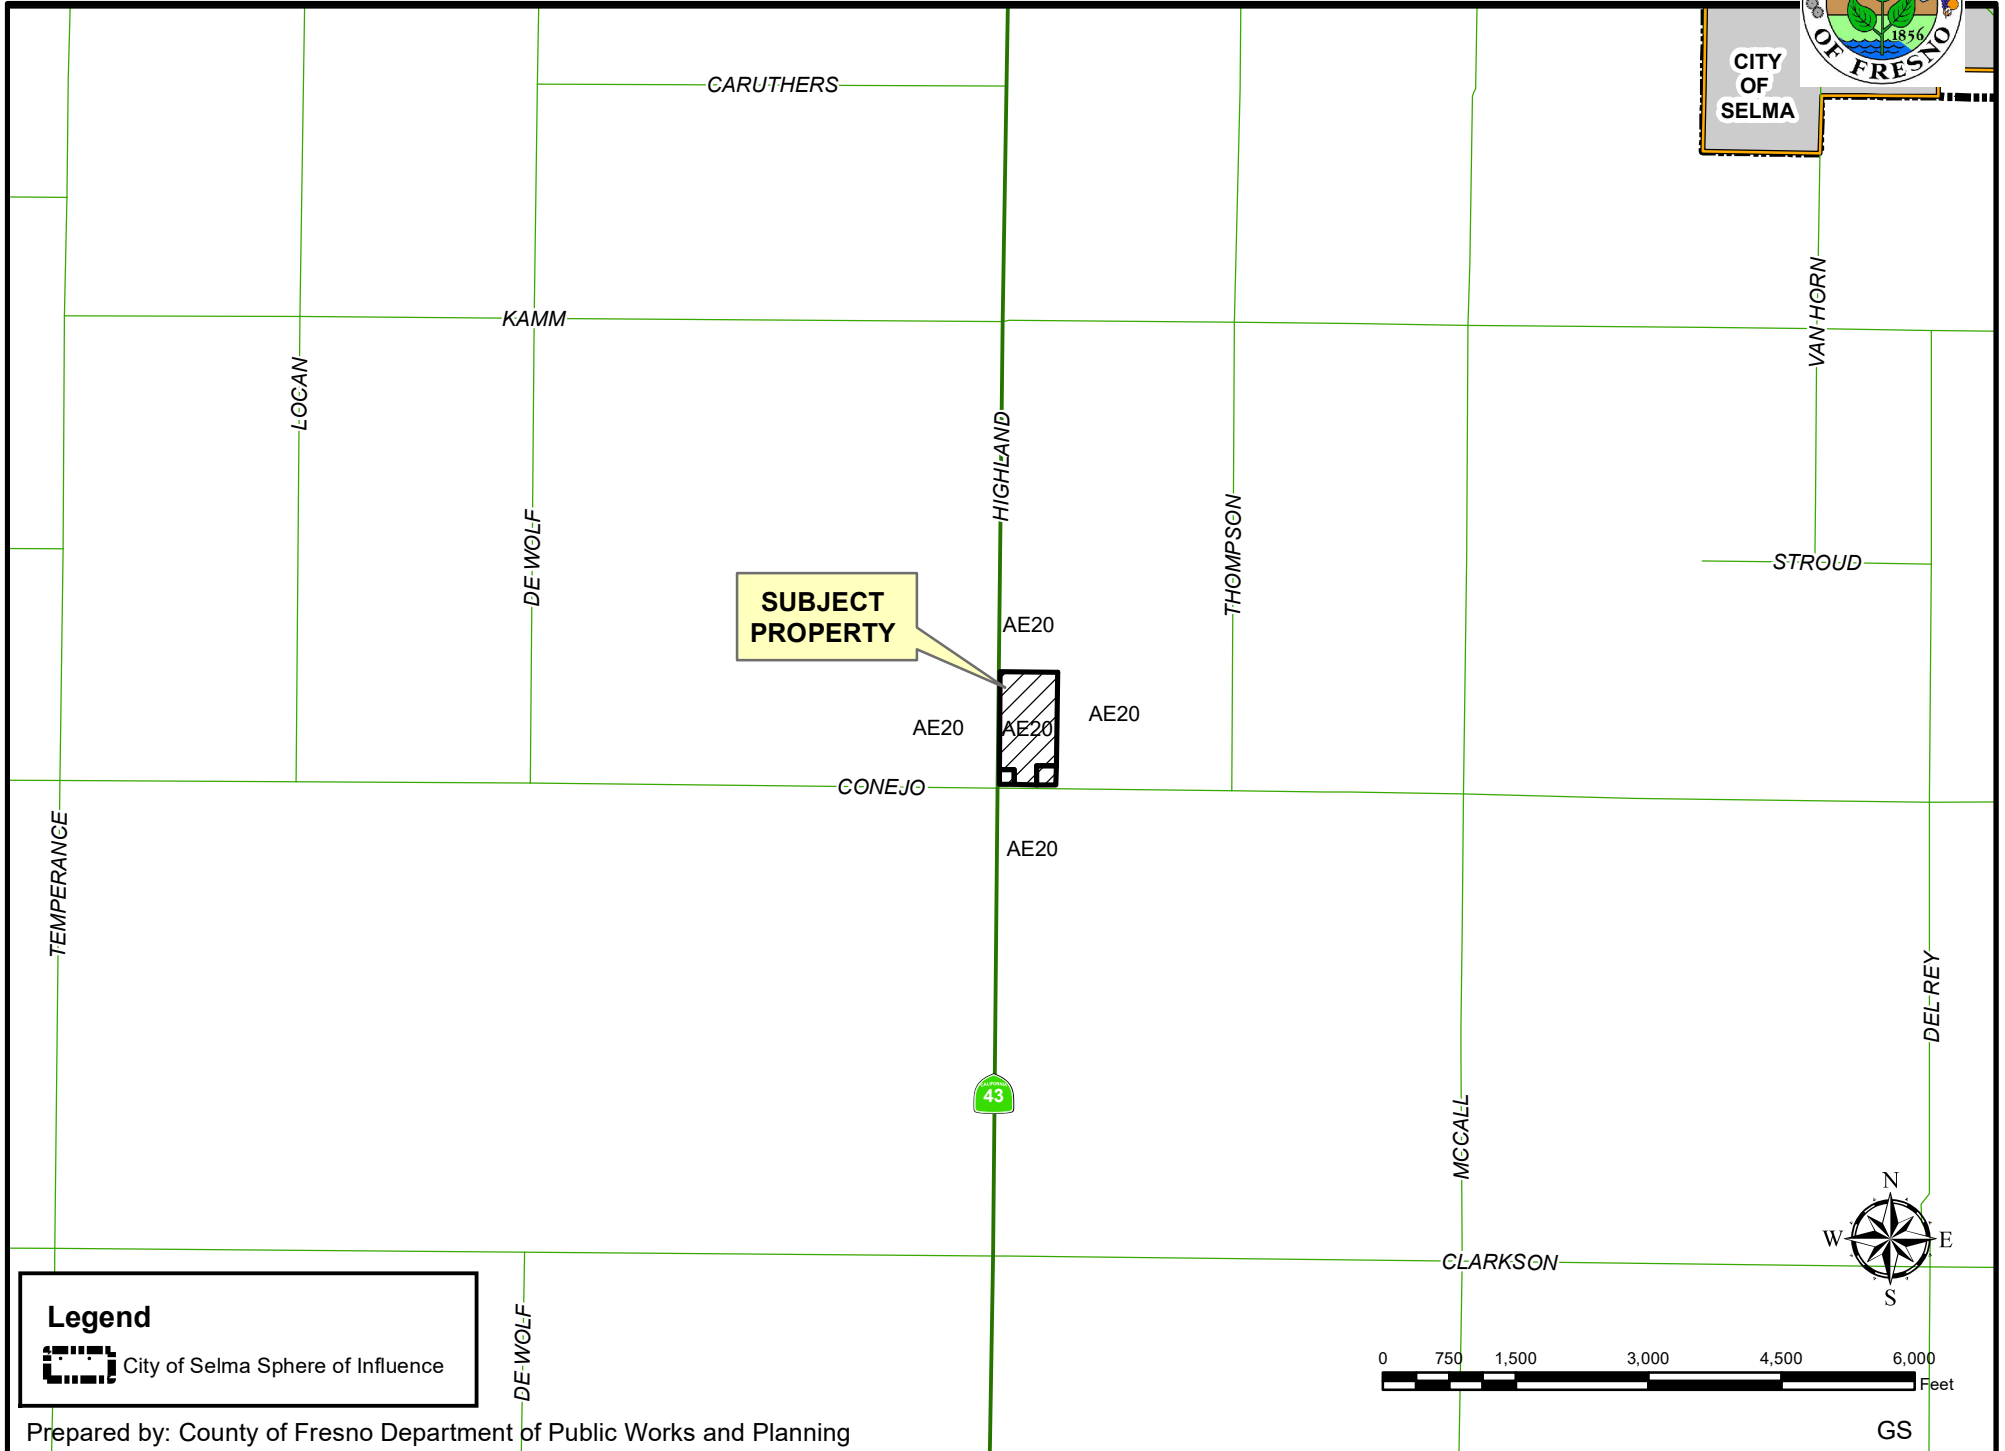 CARUTHERS
CITY
OF
SELMA
1856
OF FRESNO
KAMM
VAN HORN
LOCAN
HIGHLAND
DE WOLF
THOMPSON
STROUD
SUBJECT
PROPERTY
AE20
AE20
AE20
AE20
CONEJO
AE20
TEMPERANCE
DEL REY
CALIFORNIA
43
MCCALL
N
W
E
S
CLARKSON
Legend
City of Selma Sphere of Influence
DE WOLF
0 750 1,500 3,000 4,500 6,000
Feet
Prepared by: County of Fresno Department of Public Works and Planning
GS